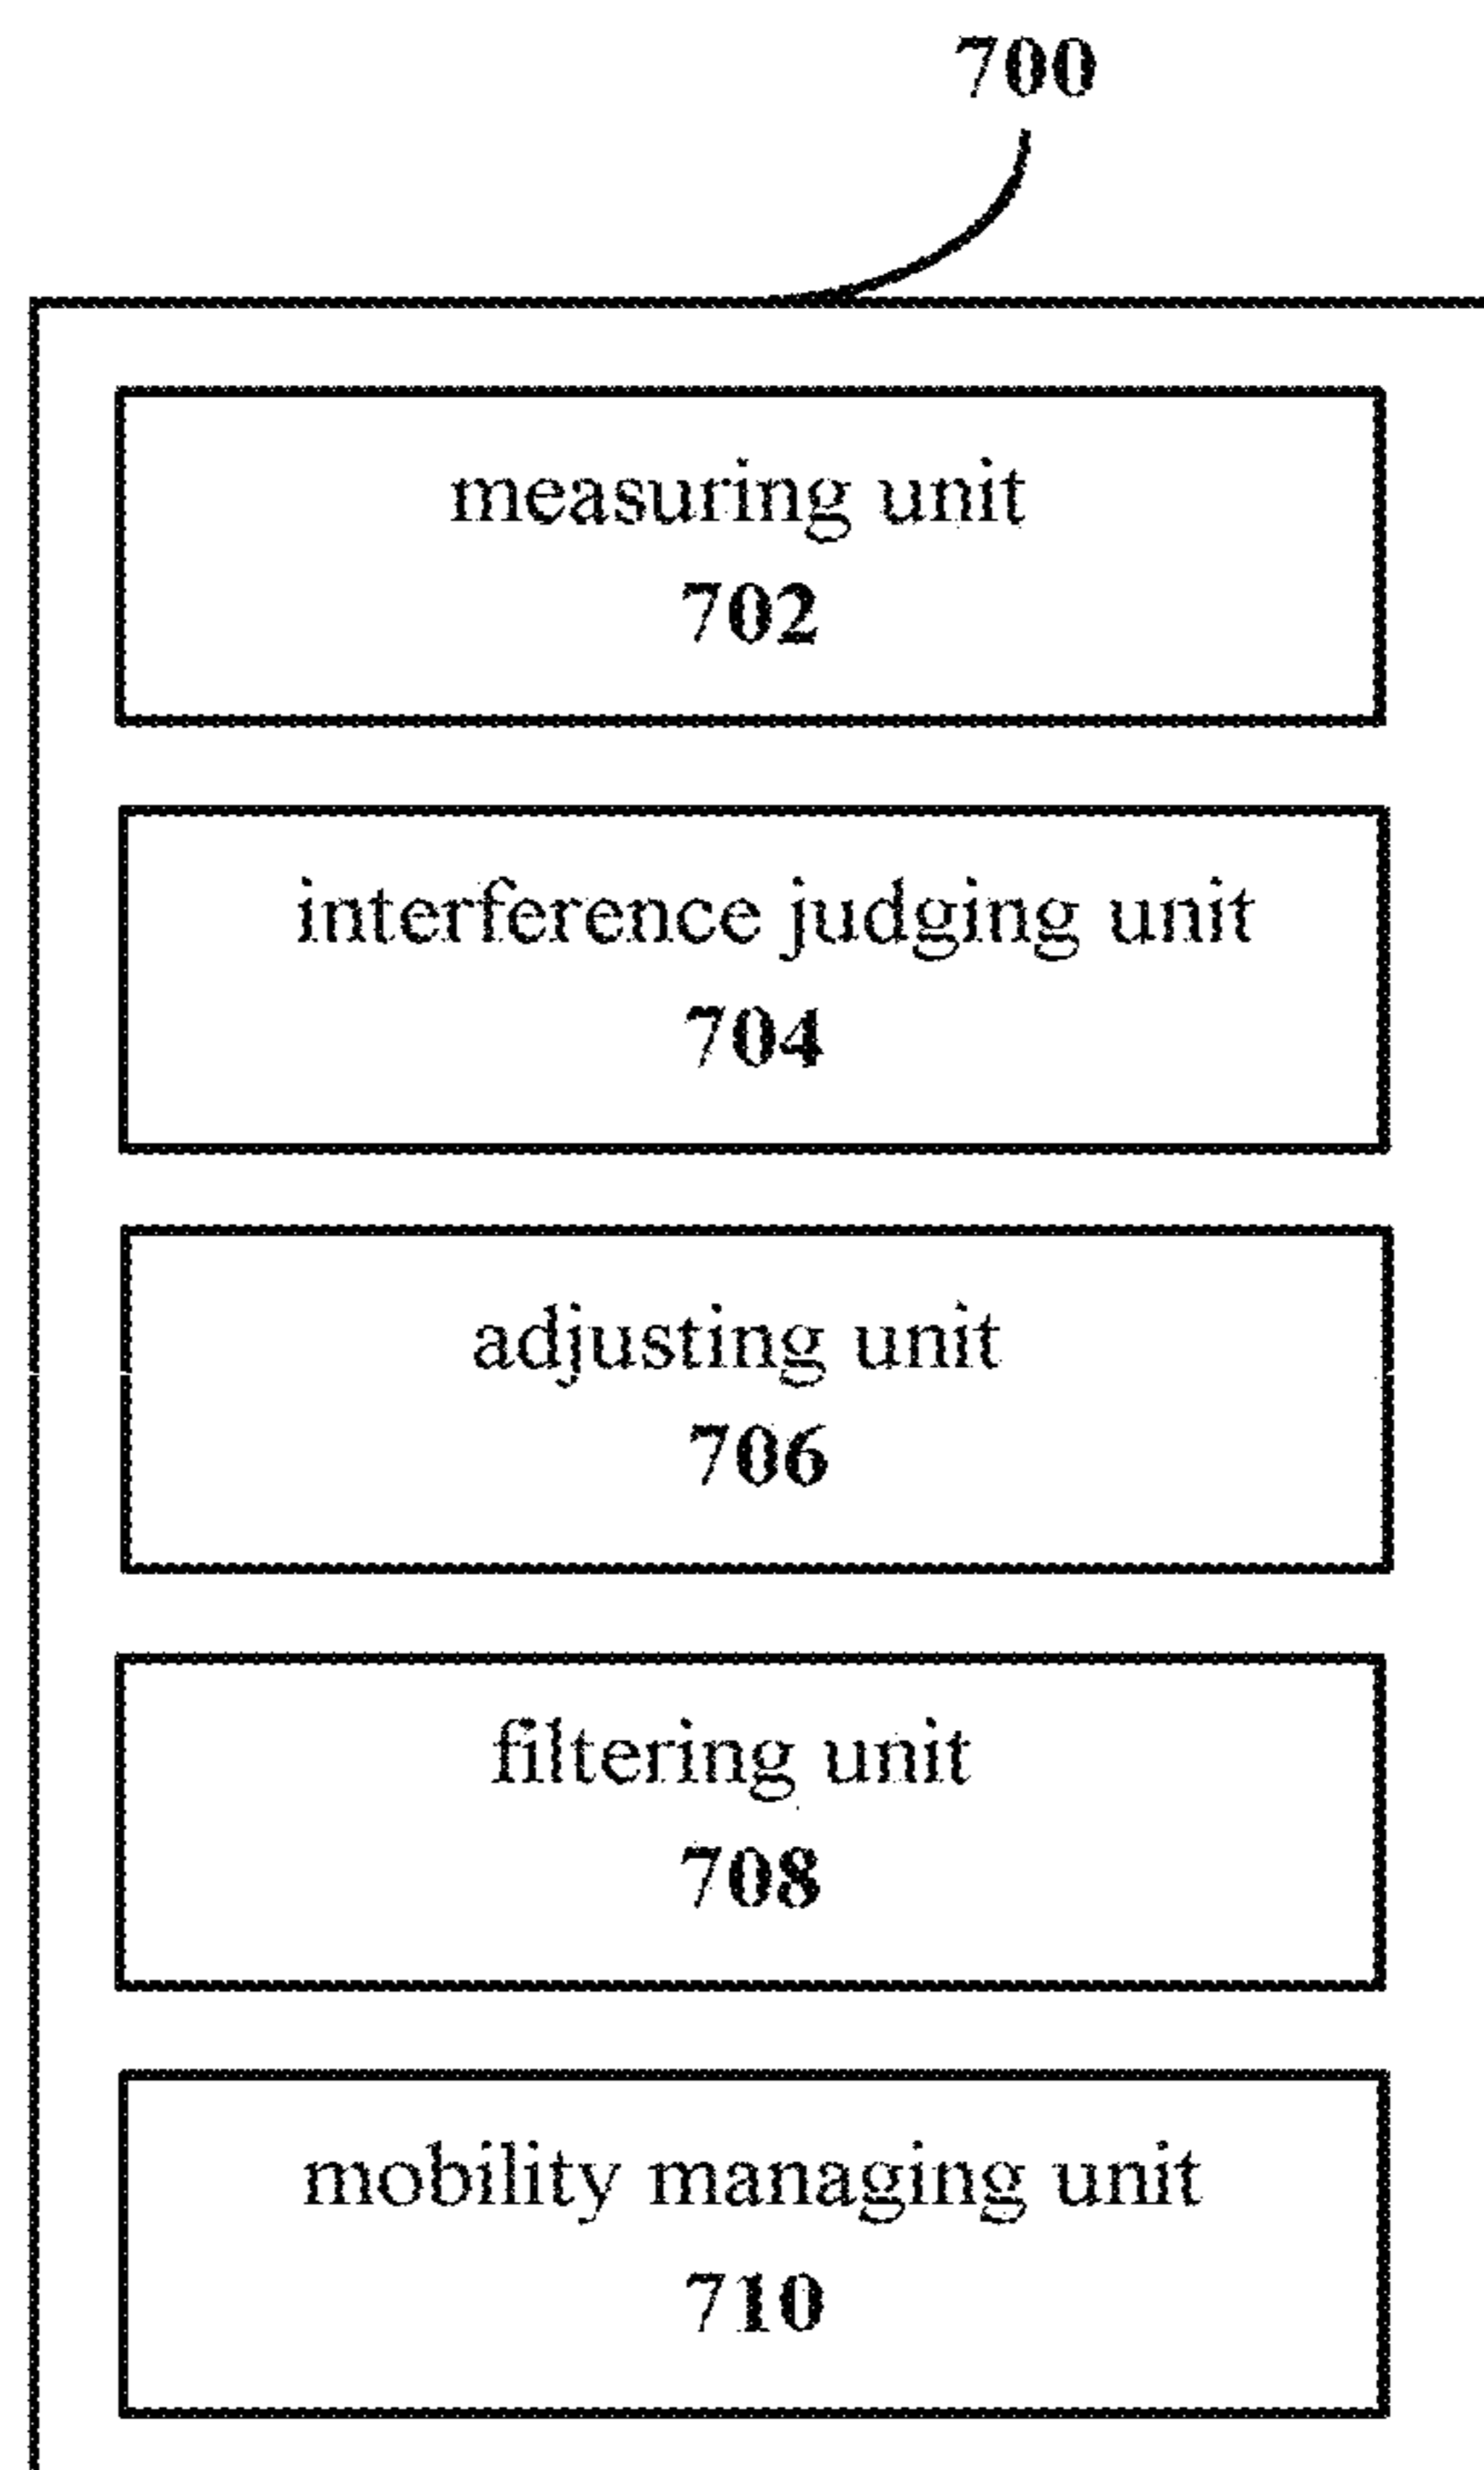 700
measuring unit
702
interference judging unit
704
adjusting unit
706
filtering unit
708
mobility managing unit
710